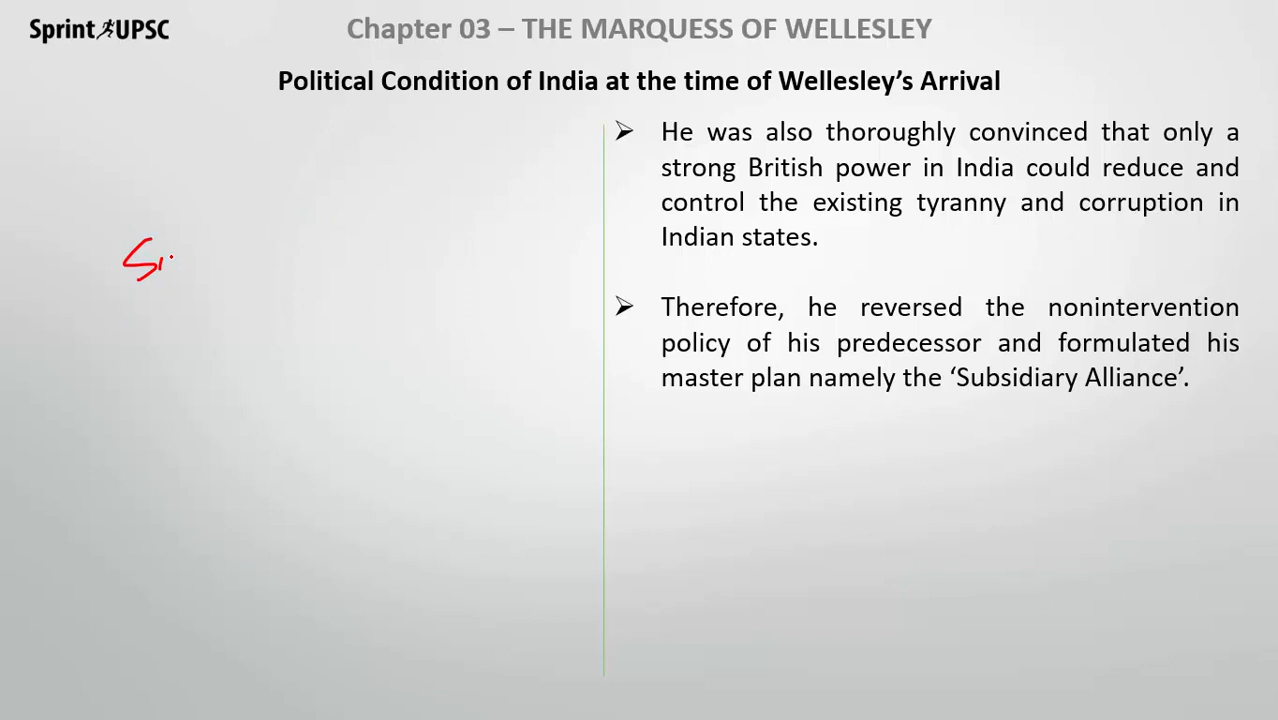 Sprint UPSC
Chapter 03 – THE MARQUESS OF WELLESLEY
Political Condition of India at the time of Wellesley’s Arrival
➢ He was also thoroughly convinced that only a
strong British power in India could reduce and
control the existing tyranny and corruption in
Indian states.
➢ Therefore, he reversed the nonintervention
policy of his predecessor and formulated his
master plan namely the ‘Subsidiary Alliance’.